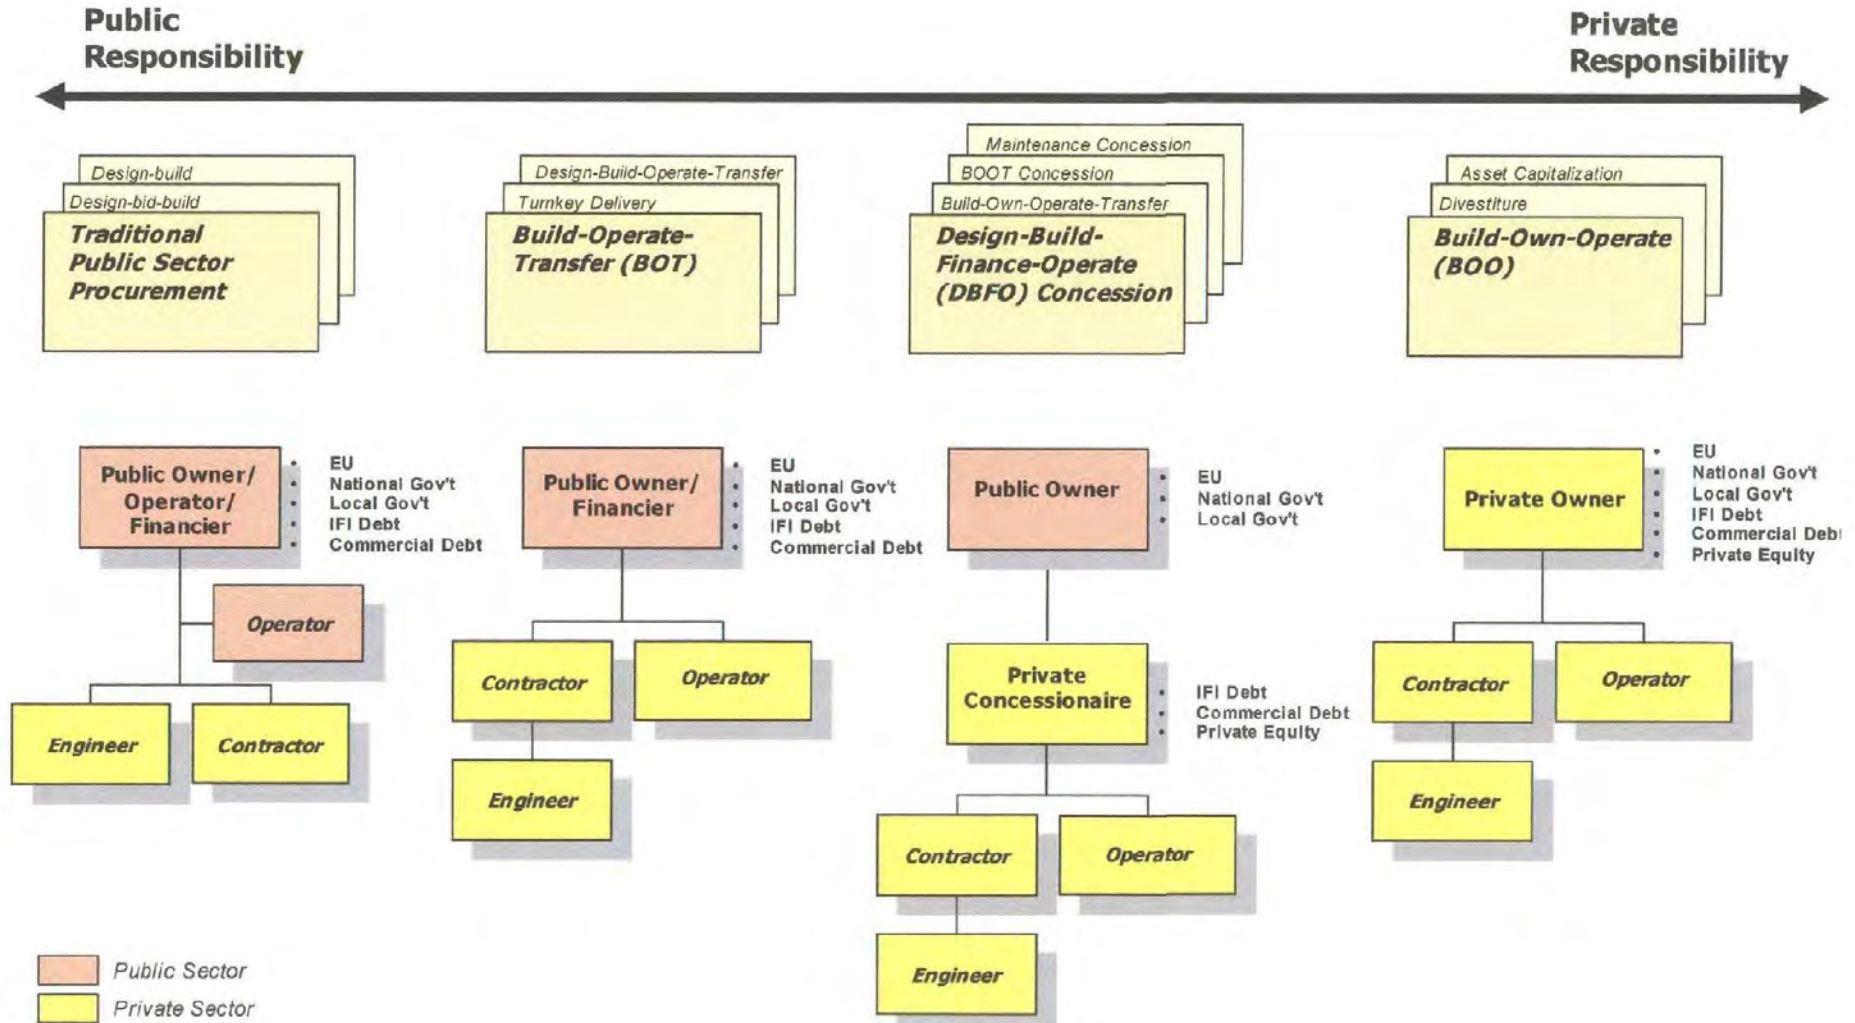 Public
Responsibility
Private
Responsibility
Design-build
Design-bid-build
Traditional
Public Sector
Procurement
Design-Build-Operate-Transfer
Turnkey Delivery
Build-Operate-
Transfer (BOT)
Maintenance Concession
BOOT Concession
Build-Own-Operate-Transfer
Design-Build-
Finance-Operate
(DBFO) Concession
Asset Capitalization
Divestiture
Build-Own-Operate
(BOO)
Public Owner/
Operator/
Financier
• EU
• National Gov't
• Local Gov't
• IFI Debt
• Commercial Debt
Operator
Engineer
Contractor
Public Owner/
Financier
• EU
• National Gov't
• Local Gov't
• IFI Debt
• Commercial Debt
Contractor
Operator
Engineer
Public Owner
• EU
• National Gov't
• Local Gov't
Private
Concessionaire
• IFI Debt
• Commercial Debt
• Private Equity
Contractor
Operator
Engineer
Private Owner
• EU
• National Gov't
• Local Gov't
• IFI Debt
• Commercial Debt
• Private Equity
Contractor
Operator
Engineer
Public Sector
Private Sector